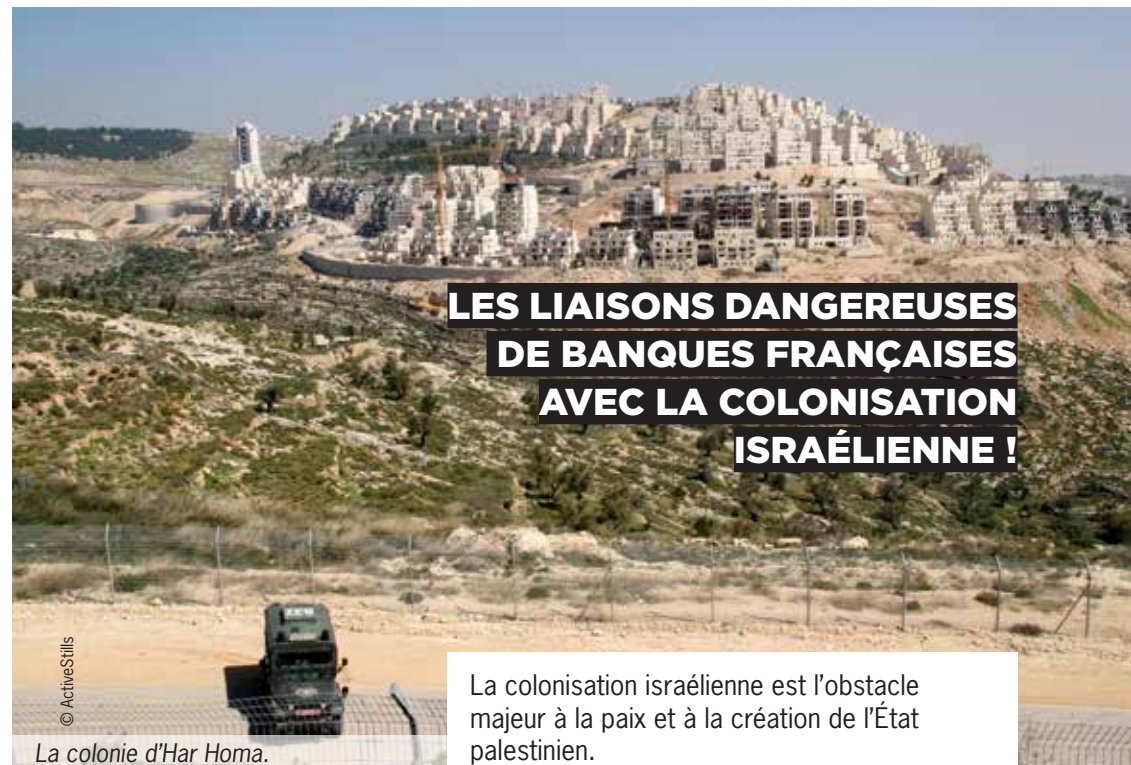 LES LIAISONS DANGEREUSES
DE BANQUES FRANÇAISES
AVEC LA COLONISATION
ISRAÉLIENNE !
© ActiveStills
La colonie d’Har Homa.
La colonisation israélienne est l’obstacle
majeur à la paix et à la création de l’État
palestinien.